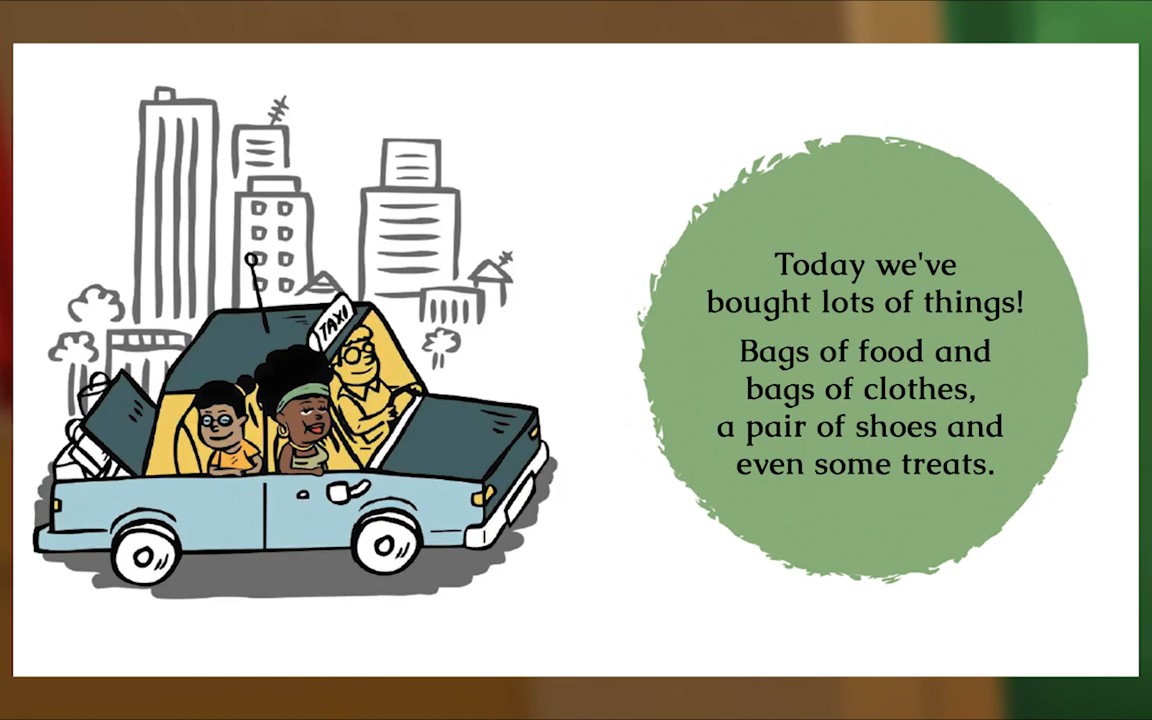 TAXI
Today we've
bought lots of things!
Bags of food and
bags of clothes,
a pair of shoes and
even some treats.